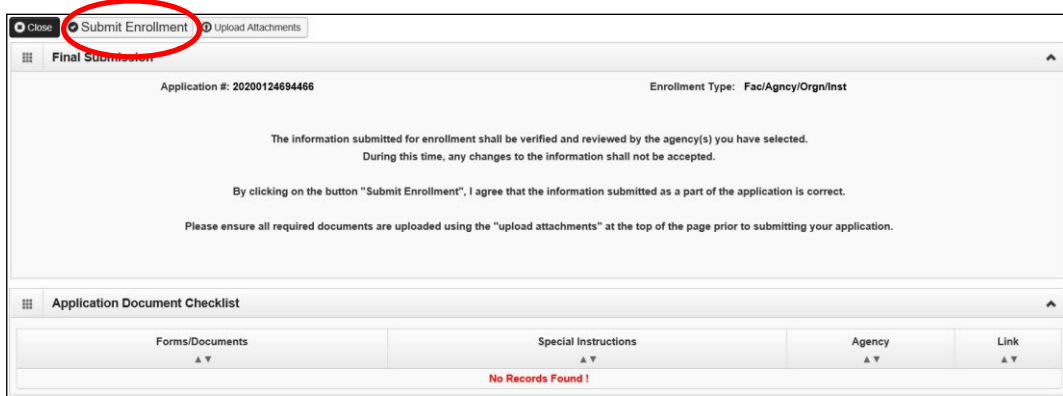 Close Submit Enrollment Upload Attachments
Final Submission
Application #: 20200124694466 Enrollment Type: Fac/Agncy/Orgn/Inst
The information submitted for enrollment shall be verified and reviewed by the agency(s) you have selected.
During this time, any changes to the information shall not be accepted.
By clicking on the button "Submit Enrollment", I agree that the information submitted as a part of the application is correct.
Please ensure all required documents are uploaded using the "upload attachments" at the top of the page prior to submitting your application.
Application Document Checklist
Forms/Documents Special Instructions Agency Link
No Records Found !